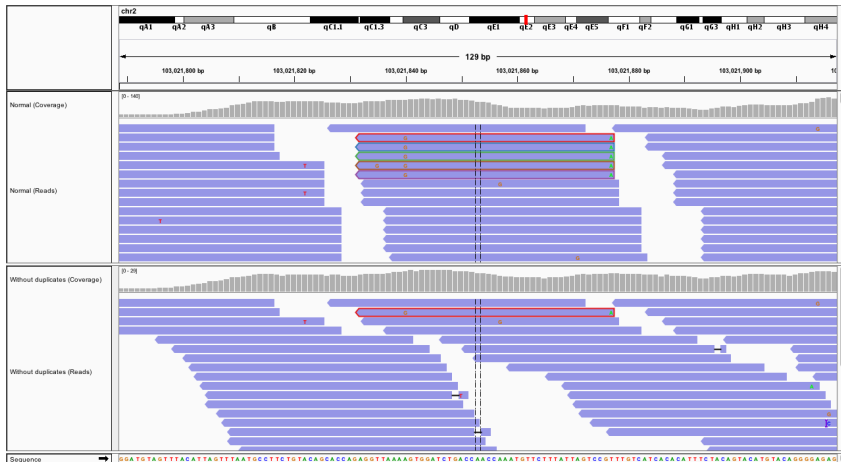 chr2
qA1 qA2 qA3 qB qC1.1 qC1.3 qC3 qD qE1 qE2 qE3 qE4 qE5 qF1 qF2 qG1 qG3 qH1 qH2 qH3 qH4
129 bp
103,021,800 bp 103,021,820 bp 103,021,840 bp 103,021,860 bp 103,021,880 bp 103,021,900 bp 10
Normal (Coverage)
[0 - 140]
Normal (Reads)
Without duplicates (Coverage)
[0 - 29]
Without duplicates (Reads)
Sequence
GGATGTAGTTTACATTAGTTTAATGCCTTCTGTACAGCACCAGAGGTTAAAAGTGGATCTGACCAACCAAATGTTCTTTATTAGTCCGTTTGTCATCACACATTTCTACAGTACATGTACAGGGGAGAG